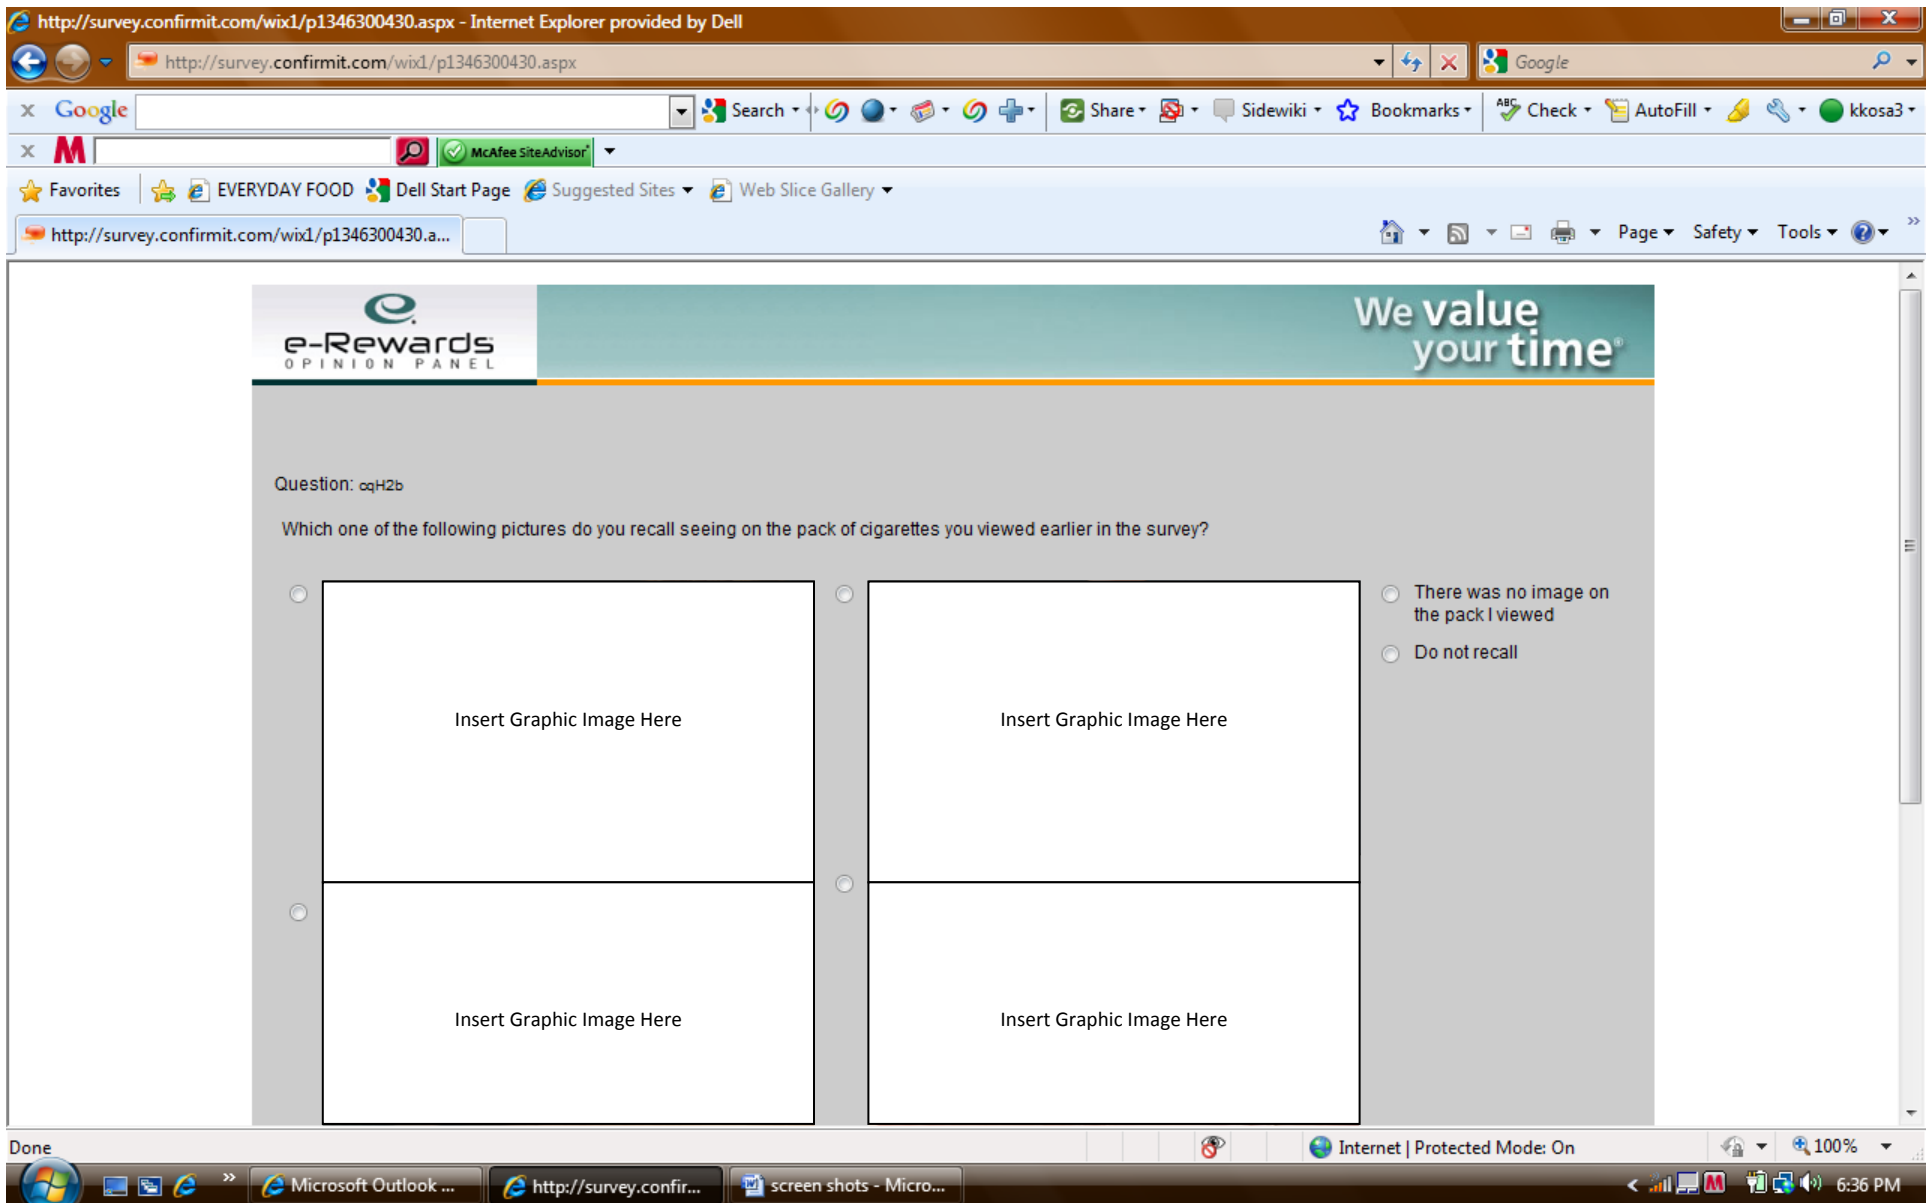 http://survey.confirmit.com/wix1/p1346300430.aspx - Internet Explorer provided by Dell
http://survey.confirmit.com/wix1/p1346300430.aspx
Google
x Google Search Share Sidewiki Bookmarks ABC Check AutoFill kkosa3
x M McAfee SiteAdvisor
Favorites EVERYDAY FOOD Dell Start Page Suggested Sites Web Slice Gallery
http://survey.confirmit.com/wix1/p1346300430.a...
Page Safety Tools »
e-Rewards
OPINION PANEL
We value
your time®
Question: cqH2b
Which one of the following pictures do you recall seeing on the pack of cigarettes you viewed earlier in the survey?
Insert Graphic Image Here
Insert Graphic Image Here
There was no image on
the pack I viewed
Do not recall
Insert Graphic Image Here
Insert Graphic Image Here
Done
Internet | Protected Mode: On
100%
» Microsoft Outlook ... http://survey.confir... screen shots - Micro...
< M 6:36 PM